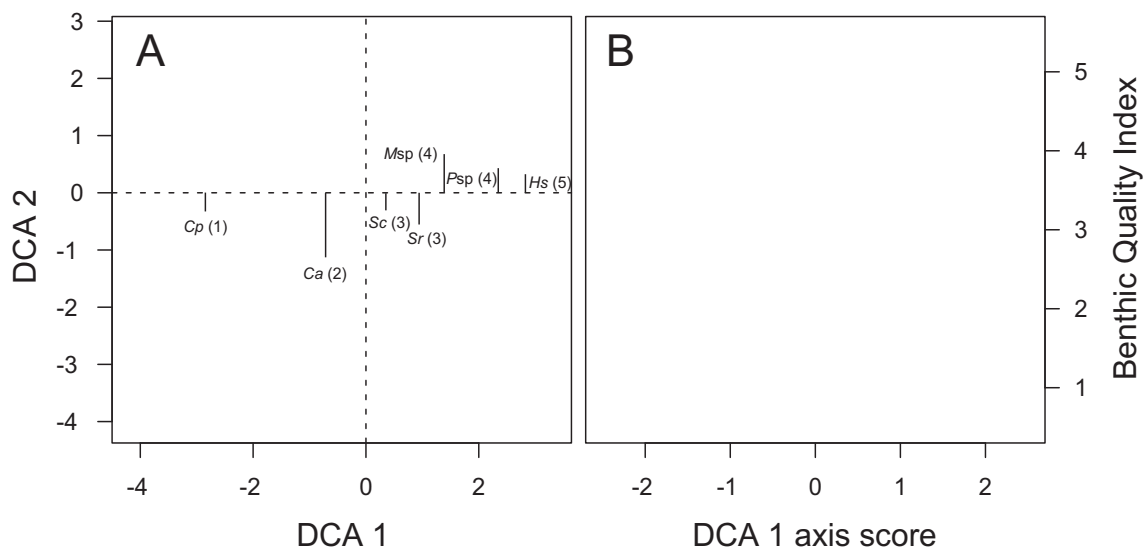 A
3
2
1
0
-1
-2
-3
-4
DCA 2
Msp (4)
Psp (4)
Hs (5)
Cp (1)
Sc (3)
Sr (3)
Ca (2)
-4 -2 0 2
DCA 1
B
5
4
3
2
1
Benthic Quality Index
-2 -1 0 1 2
DCA 1 axis score